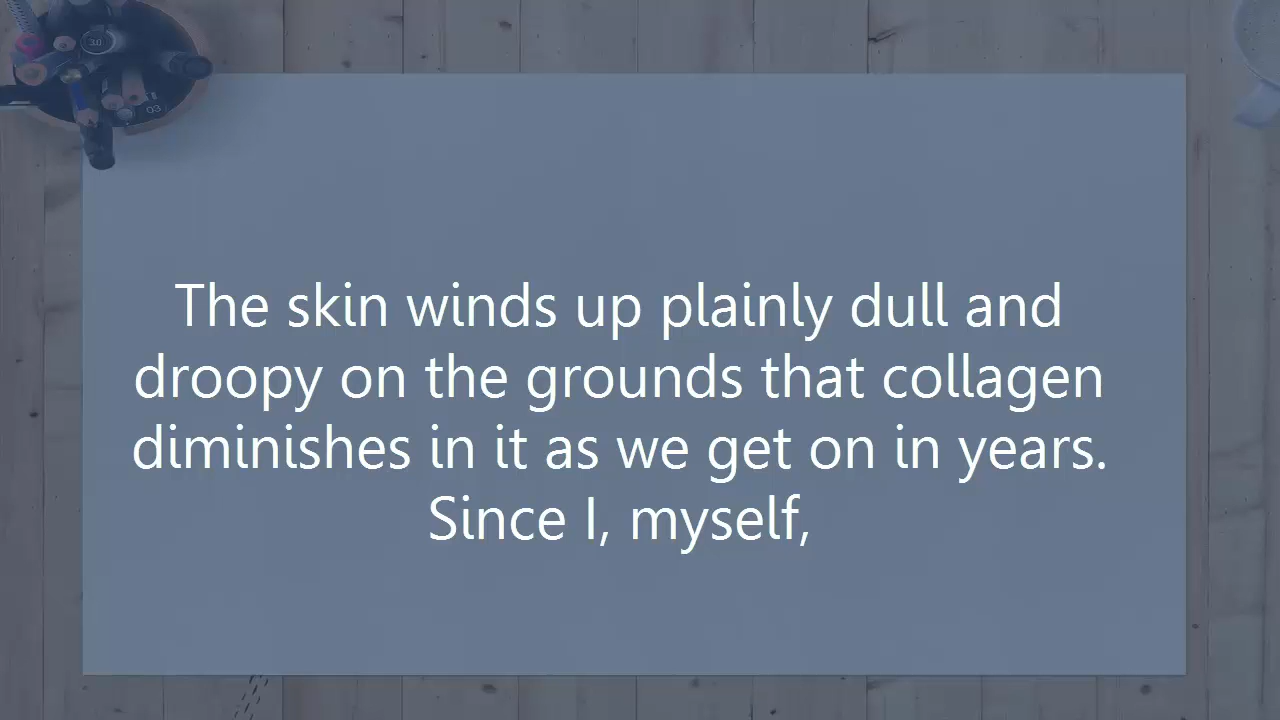 The skin winds up plainly dull and
droopy on the grounds that collagen
diminishes in it as we get on in years.
Since I, myself,